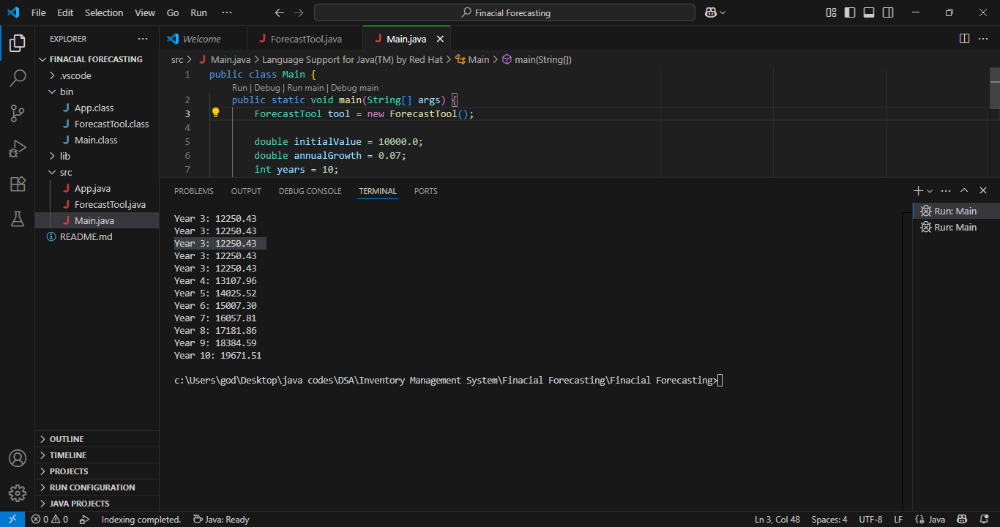 File Edit Selection View Go Run ··· Finacial Forecasting
EXPLORER ···
FINACIAL FORECASTING
.vscode
bin
App.class
ForecastTool.class
Main.class
lib
src
App.java
ForecastTool.java
Main.java
README.md
OUTLINE
TIMELINE
PROJECTS
RUN CONFIGURATION
JAVA PROJECTS
Welcome ForecastTool.java Main.java
src > Main.java > Language Support for Java(TM) by Red Hat > Main > main(String[])
1 public class Main {
Run | Debug | Run main | Debug main
2 public static void main(String[] args) {
3 ForecastTool tool = new ForecastTool();
4
5 double initialValue = 10000.0;
6 double annualGrowth = 0.07;
7 int years = 10;
PROBLEMS OUTPUT DEBUG CONSOLE TERMINAL PORTS
Year 3: 12250.43
Year 3: 12250.43
Year 3: 12250.43
Year 3: 12250.43
Year 3: 12250.43
Year 4: 13107.96
Year 5: 14025.52
Year 6: 15007.30
Year 7: 16057.81
Year 8: 17181.86
Year 9: 18384.59
Year 10: 19671.51
c:\Users\god\Desktop\java codes\DSA\Inventory Management System\Finacial Forecasting\Finacial Forecasting>
Run: Main
Run: Main
0 0 Indexing completed. Java: Ready Ln 3, Col 48 Spaces: 4 UTF-8 LF {} Java